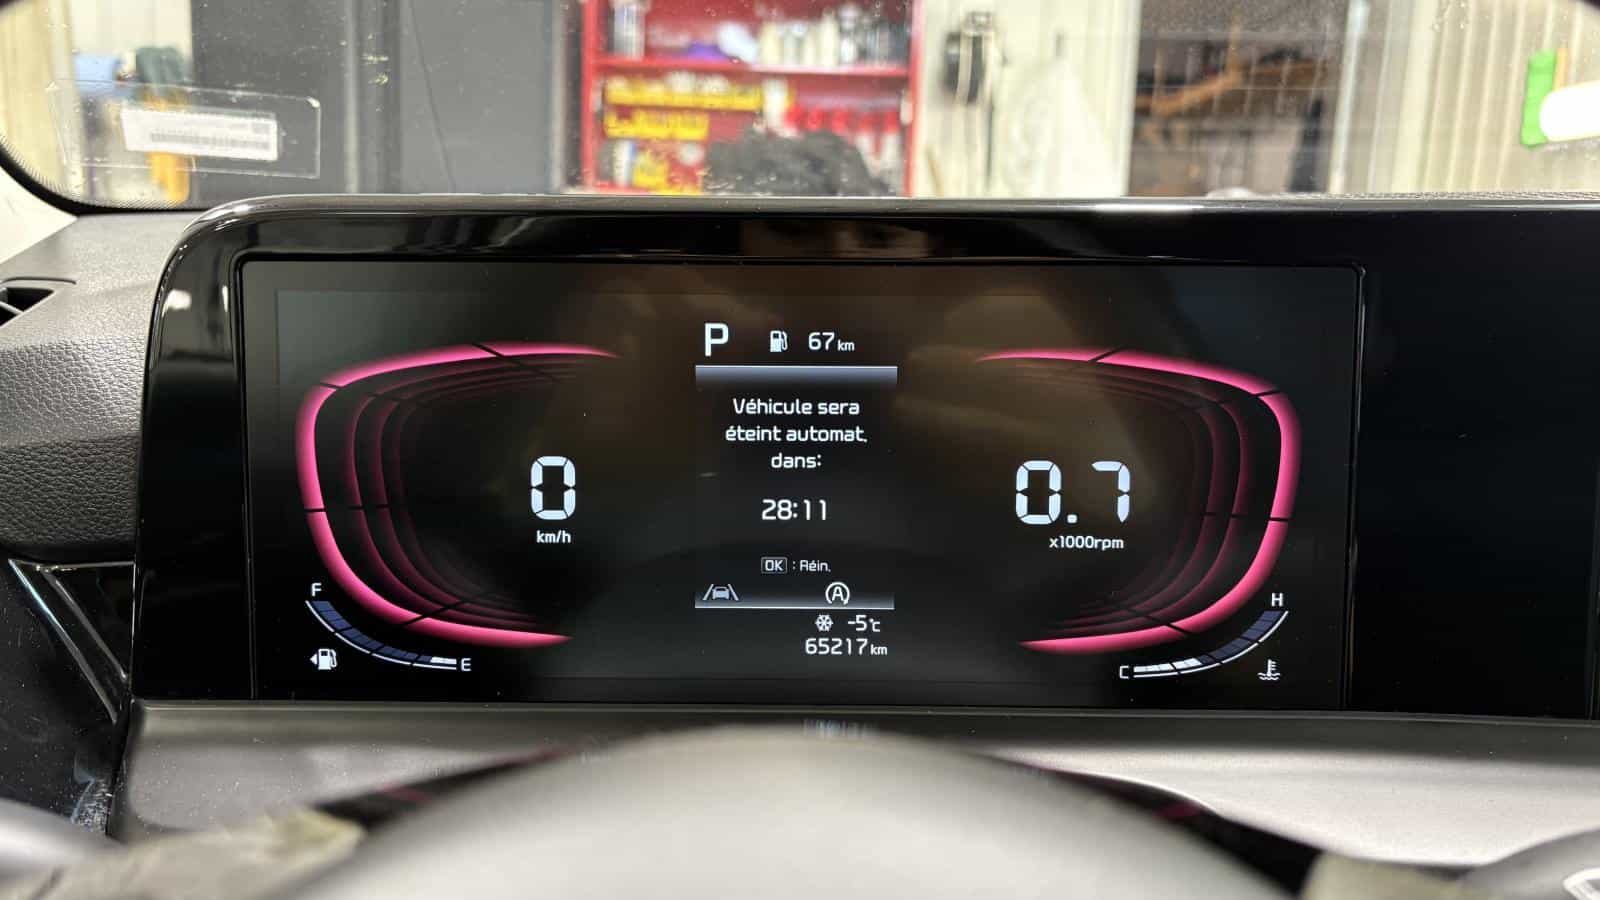 P 67 km
Véhicule sera
éteint automat.
dans:
0
km/h
28:11
0.7
x1000rpm
OK : Réin.
A
F
E
-5℃
65217 km
H
C